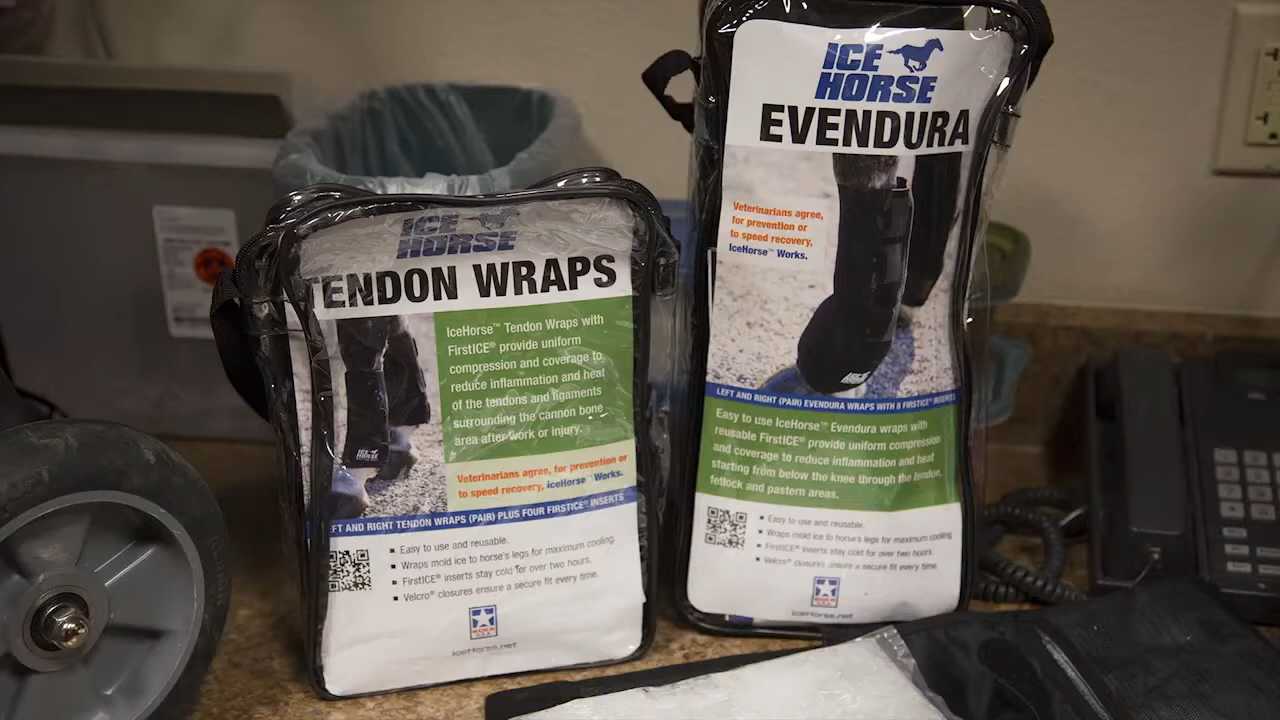 ICE
HORSE
TENDON WRAPS
IceHorse™ Tendon Wraps with
FirstICE® provide uniform
compression and coverage to
reduce inflammation and heat
of the tendons and ligaments
surrounding the cannon bone
area after work or injury.
Veterinarians agree, for prevention or
to speed recovery, iceHorse™ Works.
EFT AND RIGHT TENDON WRAPS (PAIR) PLUS FOUR FIRSTICE® INSERTS
▪ Easy to use and reusable.
▪ Wraps mold ice to horse's legs for maximum cooling.
▪ FirstICE® inserts stay cold for over two hours.
▪ Velcro® closures ensure a secure fit every time.
MADE IN
U.S.A.
iceHorse.net
ICE
HORSE
ICE
HORSE
EVENDURA
Veterinarians agree,
for prevention or
to speed recovery,
IceHorse™ Works.
ICE
HORSE
LEFT AND RIGHT (PAIR) EVENDURA WRAPS WITH 8 FIRSTICE® INSERTS
Easy to use IceHorse™ Evendura wraps with
reusable FirstICE® provide uniform compression
and coverage to reduce inflammation and heat
starting from below the knee through the tendon,
fetlock and pastern areas.
▪ Easy to use and reusable.
▪ Wraps mold ice to horse's legs for maximum cooling
▪ FirstICE® inserts stay cold for over two hours.
▪ Velcro® closures ensure a secure fit every time.
IceHorse.net